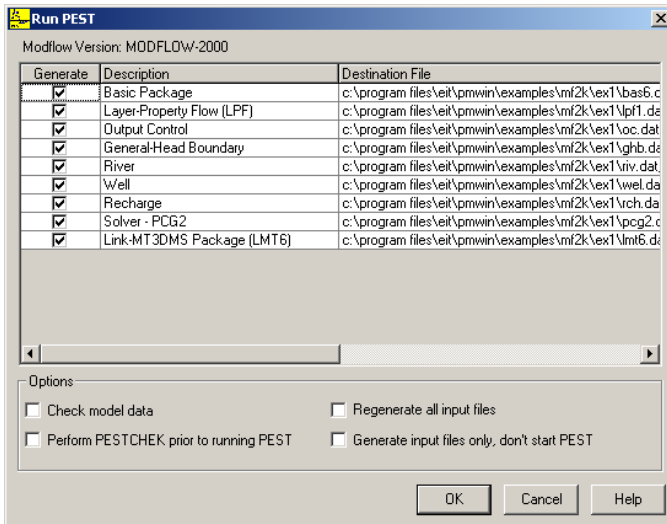 Run PEST
Modflow Version: MODFLOW-2000
Generate Description Destination File
Basic Package c:\program files\eit\pmwin\examples\mf2k\ex1\bas6.d
Layer-Property Flow (LPF) c:\program files\eit\pmwin\examples\mf2k\ex1\lpf1.da
Output Control c:\program files\eit\pmwin\examples\mf2k\ex1\oc.dat
General-Head Boundary c:\program files\eit\pmwin\examples\mf2k\ex1\ghb.da
River c:\program files\eit\pmwin\examples\mf2k\ex1\riv.dat
Well c:\program files\eit\pmwin\examples\mf2k\ex1\wel.da
Recharge c:\program files\eit\pmwin\examples\mf2k\ex1\rch.da
Solver - PCG2 c:\program files\eit\pmwin\examples\mf2k\ex1\pcg2.d
Link-MT3DMS Package (LMT6) c:\program files\eit\pmwin\examples\mf2k\ex1\lmt6.da
Options
Check model data Regenerate all input files
Perform PESTCHEK prior to running PEST Generate input files only, don't start PEST
OK Cancel Help